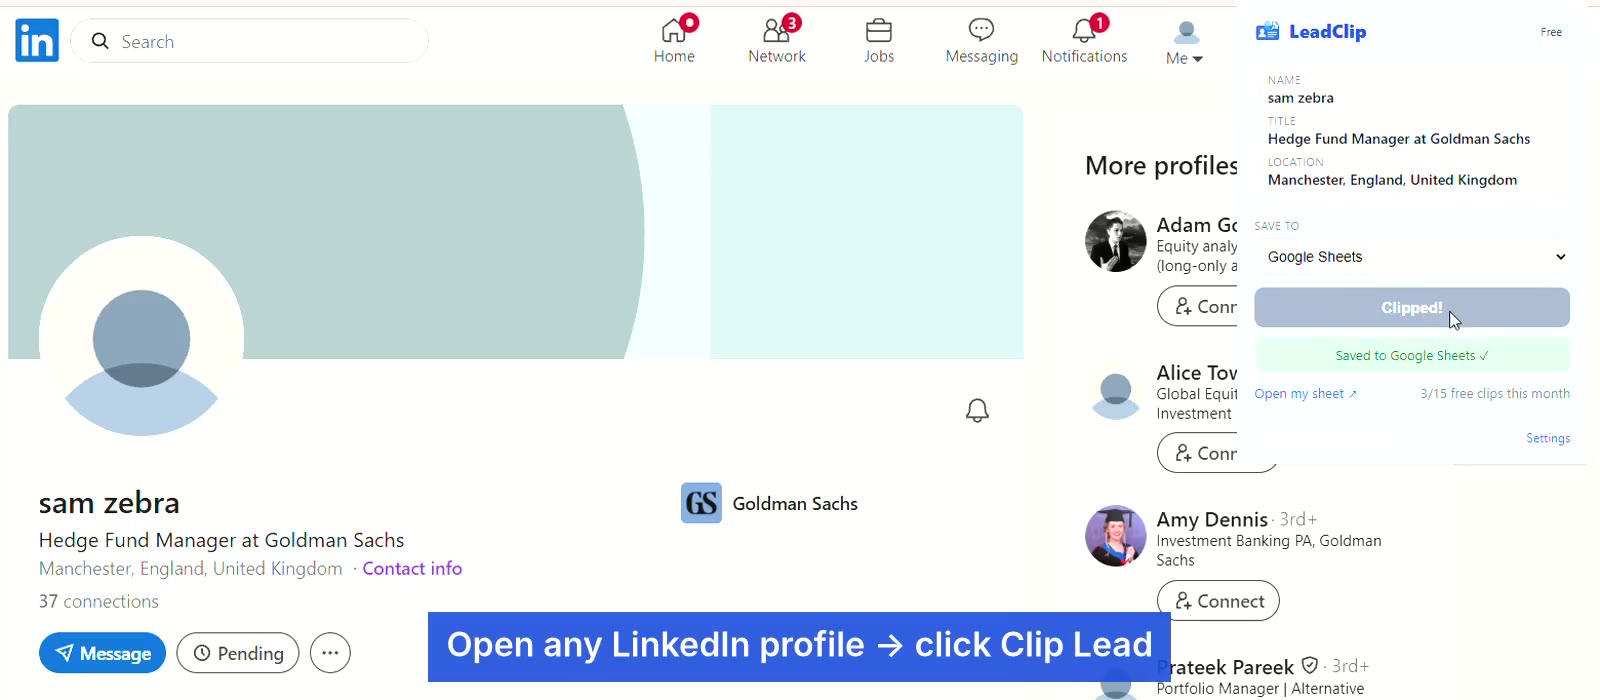 in
Search
Home
3
Network
Jobs
Messaging
1
Notifications
Me
LeadClip
Free
NAME
sam zebra
TITLE
Hedge Fund Manager at Goldman Sachs
LOCATION
Manchester, England, United Kingdom
SAVE TO
Google Sheets
Clipped!
Saved to Google Sheets ✓
Open my sheet ↗
3/15 free clips this month
Settings
sam zebra
Hedge Fund Manager at Goldman Sachs
Manchester, England, United Kingdom · Contact info
37 connections
Message
Pending
GS Goldman Sachs
More profiles
Adam Go
Equity analy
(long-only a
Conn
Alice Tow
Global Equit
Investment
Conn
Amy Dennis · 3rd+
Investment Banking PA, Goldman
Sachs
Connect
Prateek Pareek · 3rd+
Portfolio Manager | Alternative
Open any LinkedIn profile → click Clip Lead